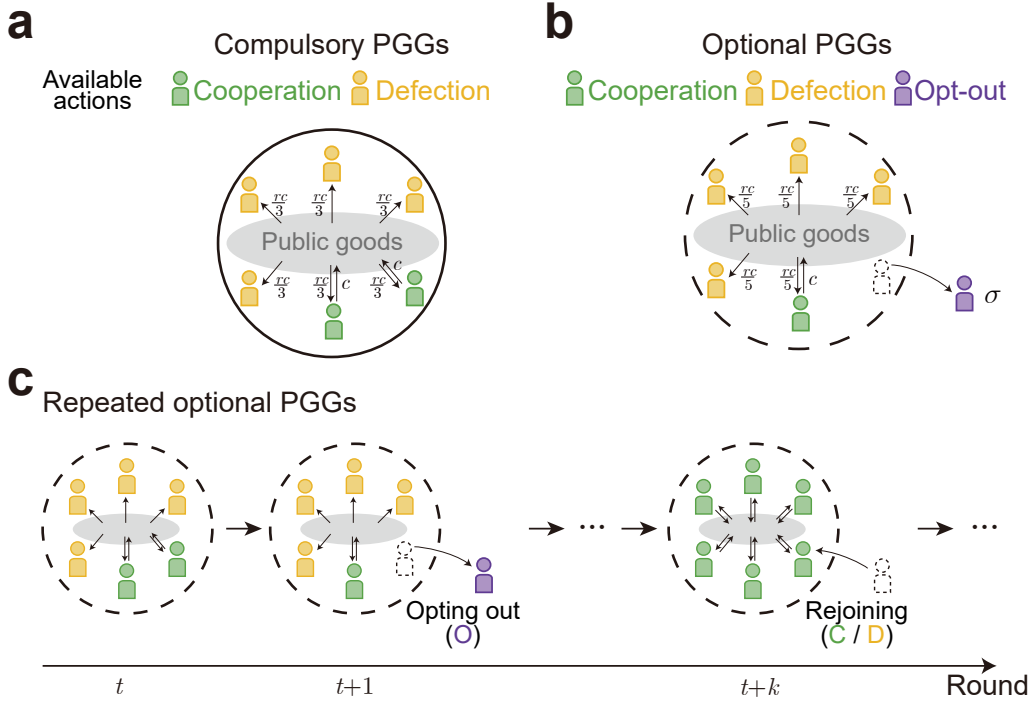 a
Compulsory PGGs
Available actions
Cooperation Defection
rc/3 rc/3 rc/3
Public goods
rc/3 rc/3 c rc/3 c
b
Optional PGGs
Cooperation Defection Opt-out
rc/5 rc/5 rc/5
Public goods
rc/5 rc/5 c
σ
c
Repeated optional PGGs
... ...
Opting out
(O)
Rejoining
(C / D)
t t+1 t+k Round